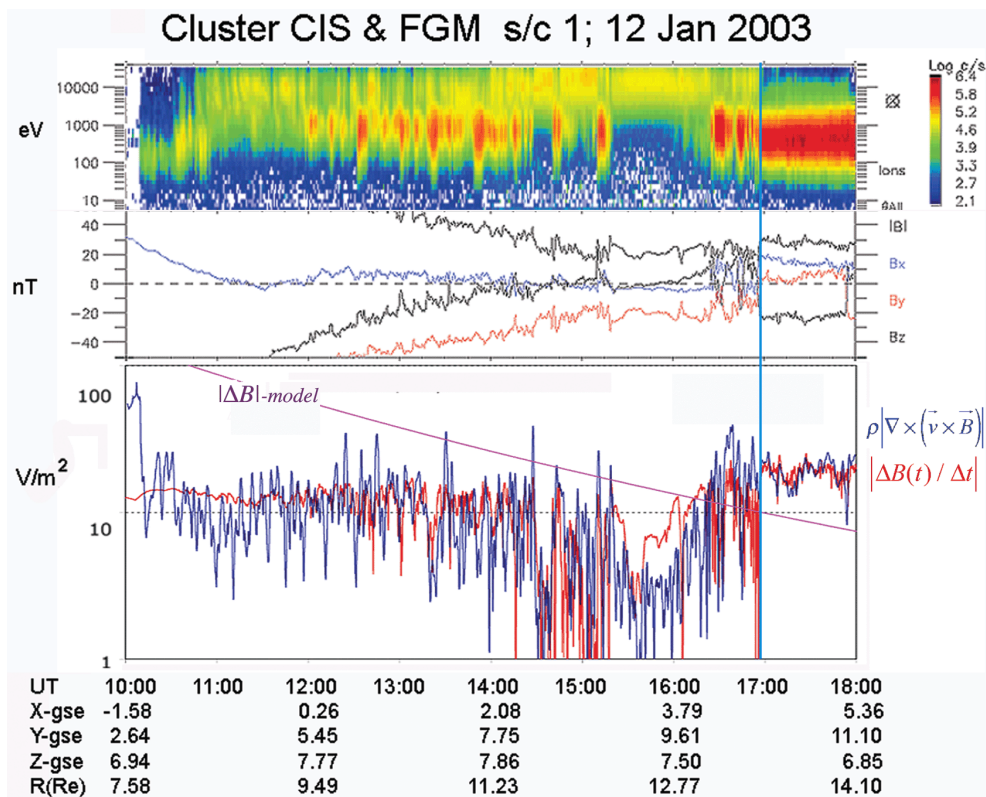 Cluster CIS & FGM s/c 1; 12 Jan 2003
Log c/s
6.4
5.8
5.2
4.6
3.9
3.3
2.7
2.1
eV
10000
1000
100
10
Ions
nT
40
20
0
-20
-40
|B|
Bx
By
Bz
|ΔB|-model
V/m²
100
10
1
ρ|∇×(v⃗×B⃗)|
|ΔB(t) / Δt|
UT 10:00 11:00 12:00 13:00 14:00 15:00 16:00 17:00 18:00
X-gse -1.58 0.26 2.08 3.79 5.36
Y-gse 2.64 5.45 7.75 9.61 11.10
Z-gse 6.94 7.77 7.86 7.50 6.85
R(Re) 7.58 9.49 11.23 12.77 14.10